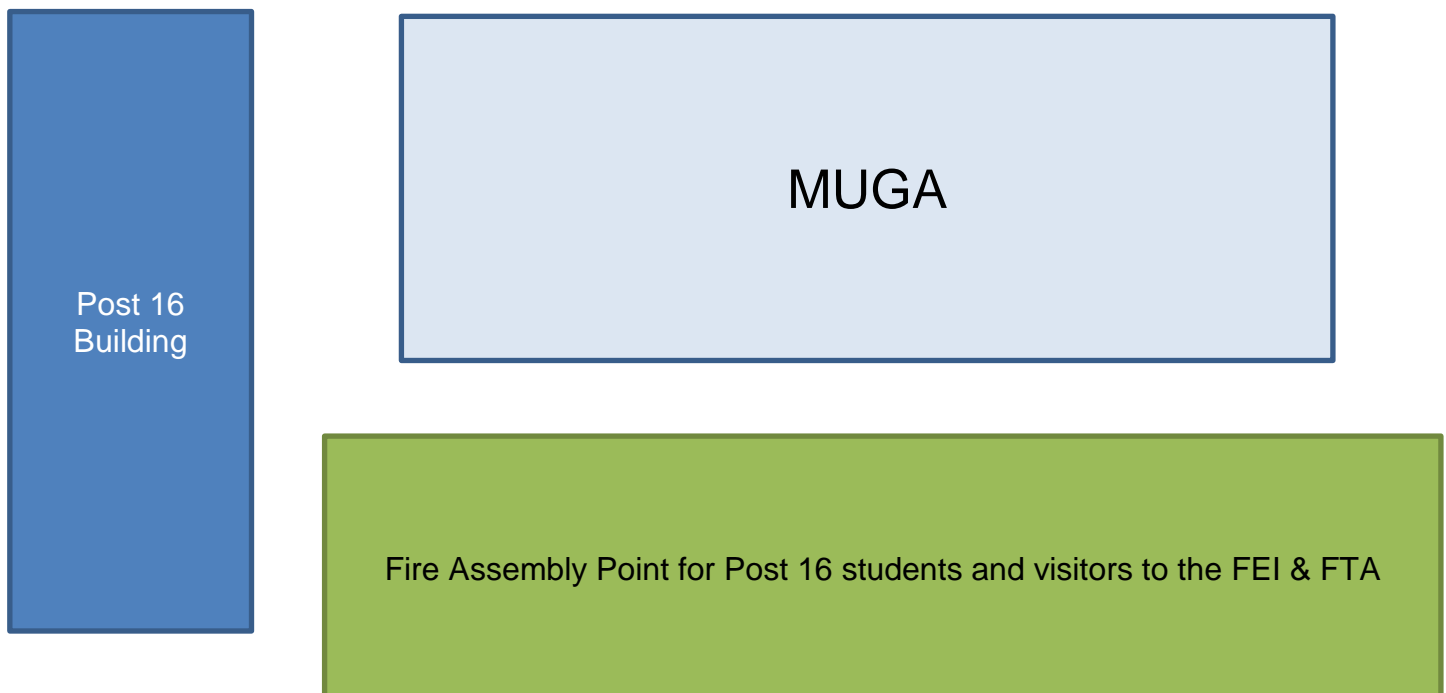 MUGA
Post 16
Building
Fire Assembly Point for Post 16 students and visitors to the FEI & FTA